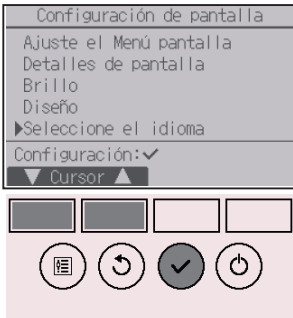 Configuración de pantalla
Ajuste el Menú pantalla
Detalles de pantalla
Brillo
Diseño
▶Seleccione el idioma
Configuración:✔
▼ Cursor ▲